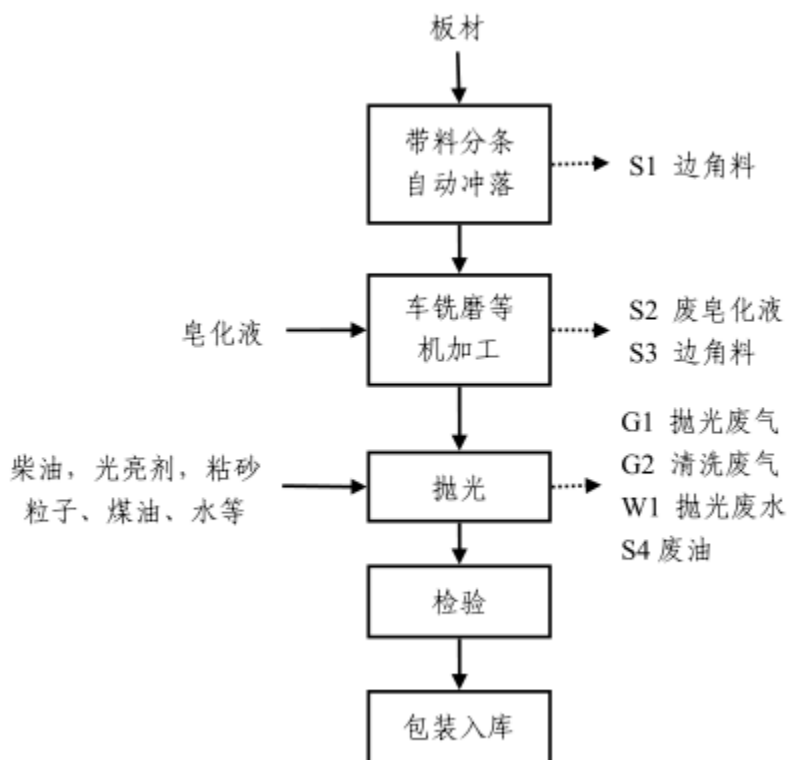 板材
带料分条
自动冲落
S1 边角料
皂化液
车铣磨等
机加工
S2 废皂化液
S3 边角料
柴油，光亮剂，粘砂
粒子、煤油、水等
抛光
G1 抛光废气
G2 清洗废气
W1 抛光废水
S4 废油
检验
包装入库